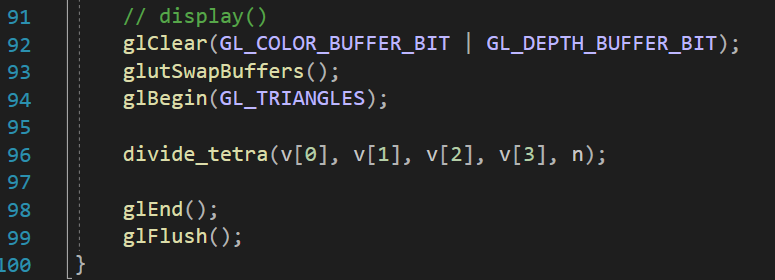 91 // display()
92 glClear(GL_COLOR_BUFFER_BIT | GL_DEPTH_BUFFER_BIT);
93 glutSwapBuffers();
94 glBegin(GL_TRIANGLES);
95
96 divide_tetra(v[0], v[1], v[2], v[3], n);
97
98 glEnd();
99 glFlush();
100 }